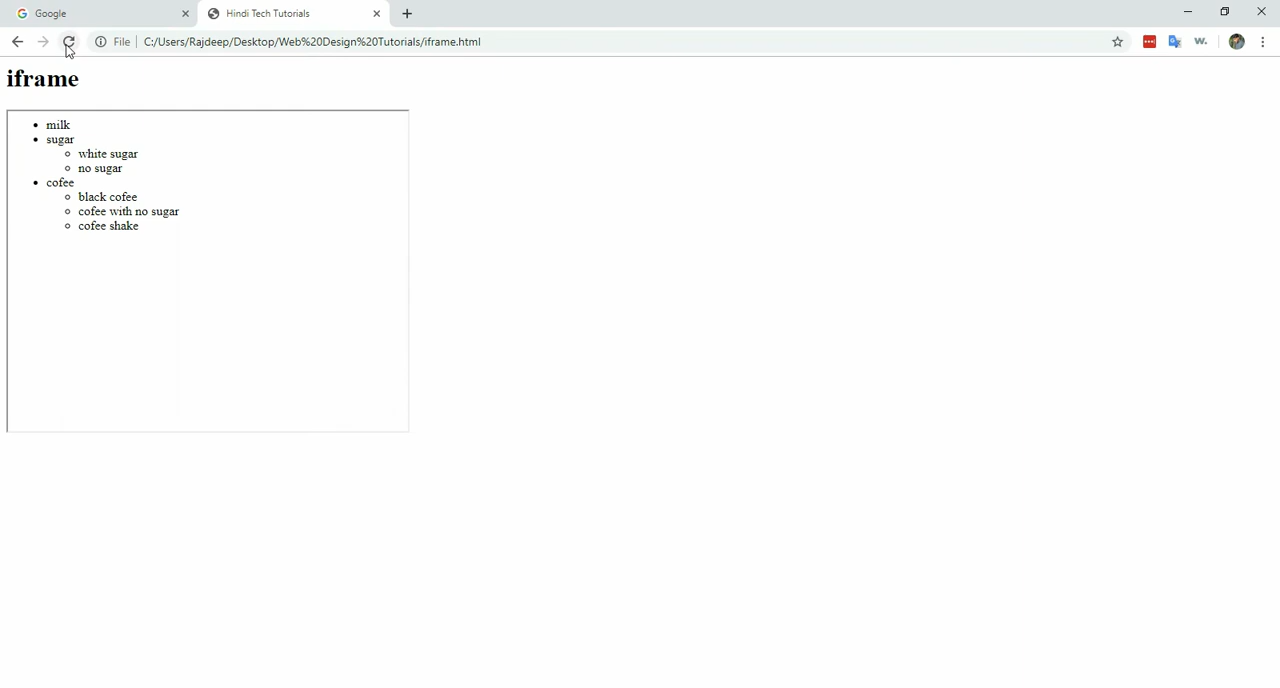 Google
Hindi Tech Tutorials
File
C:/Users/Rajdeep/Desktop/Web%20Design%20Tutorials/iframe.html
w.
iframe
milk
sugar
white sugar
no sugar
cofee
black cofee
cofee with no sugar
cofee shake